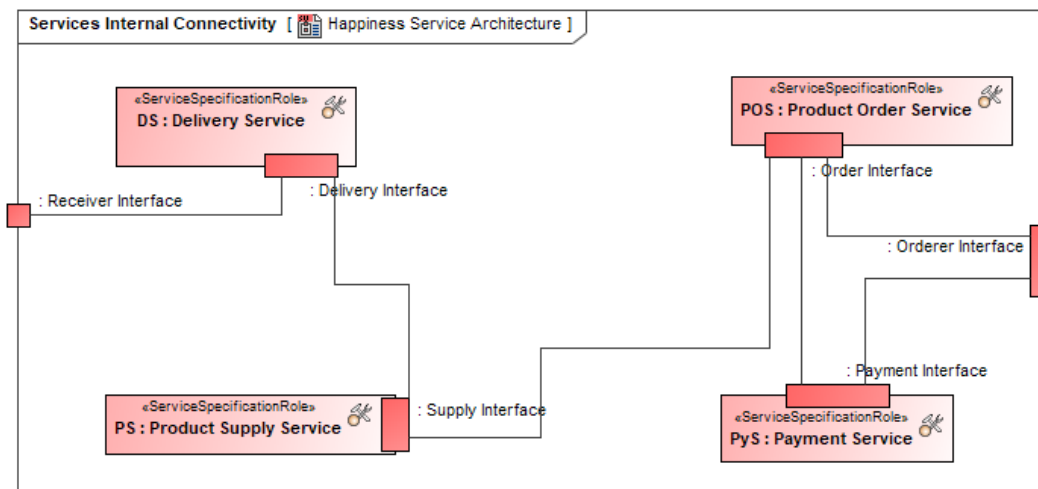 Services Internal Connectivity [ Happiness Service Architecture ]
«ServiceSpecificationRole»
DS : Delivery Service
«ServiceSpecificationRole»
POS : Product Order Service
: Delivery Interface
: Order Interface
: Receiver Interface
: Orderer Interface
: Payment Interface
«ServiceSpecificationRole»
PS : Product Supply Service
: Supply Interface
«ServiceSpecificationRole»
PyS : Payment Service